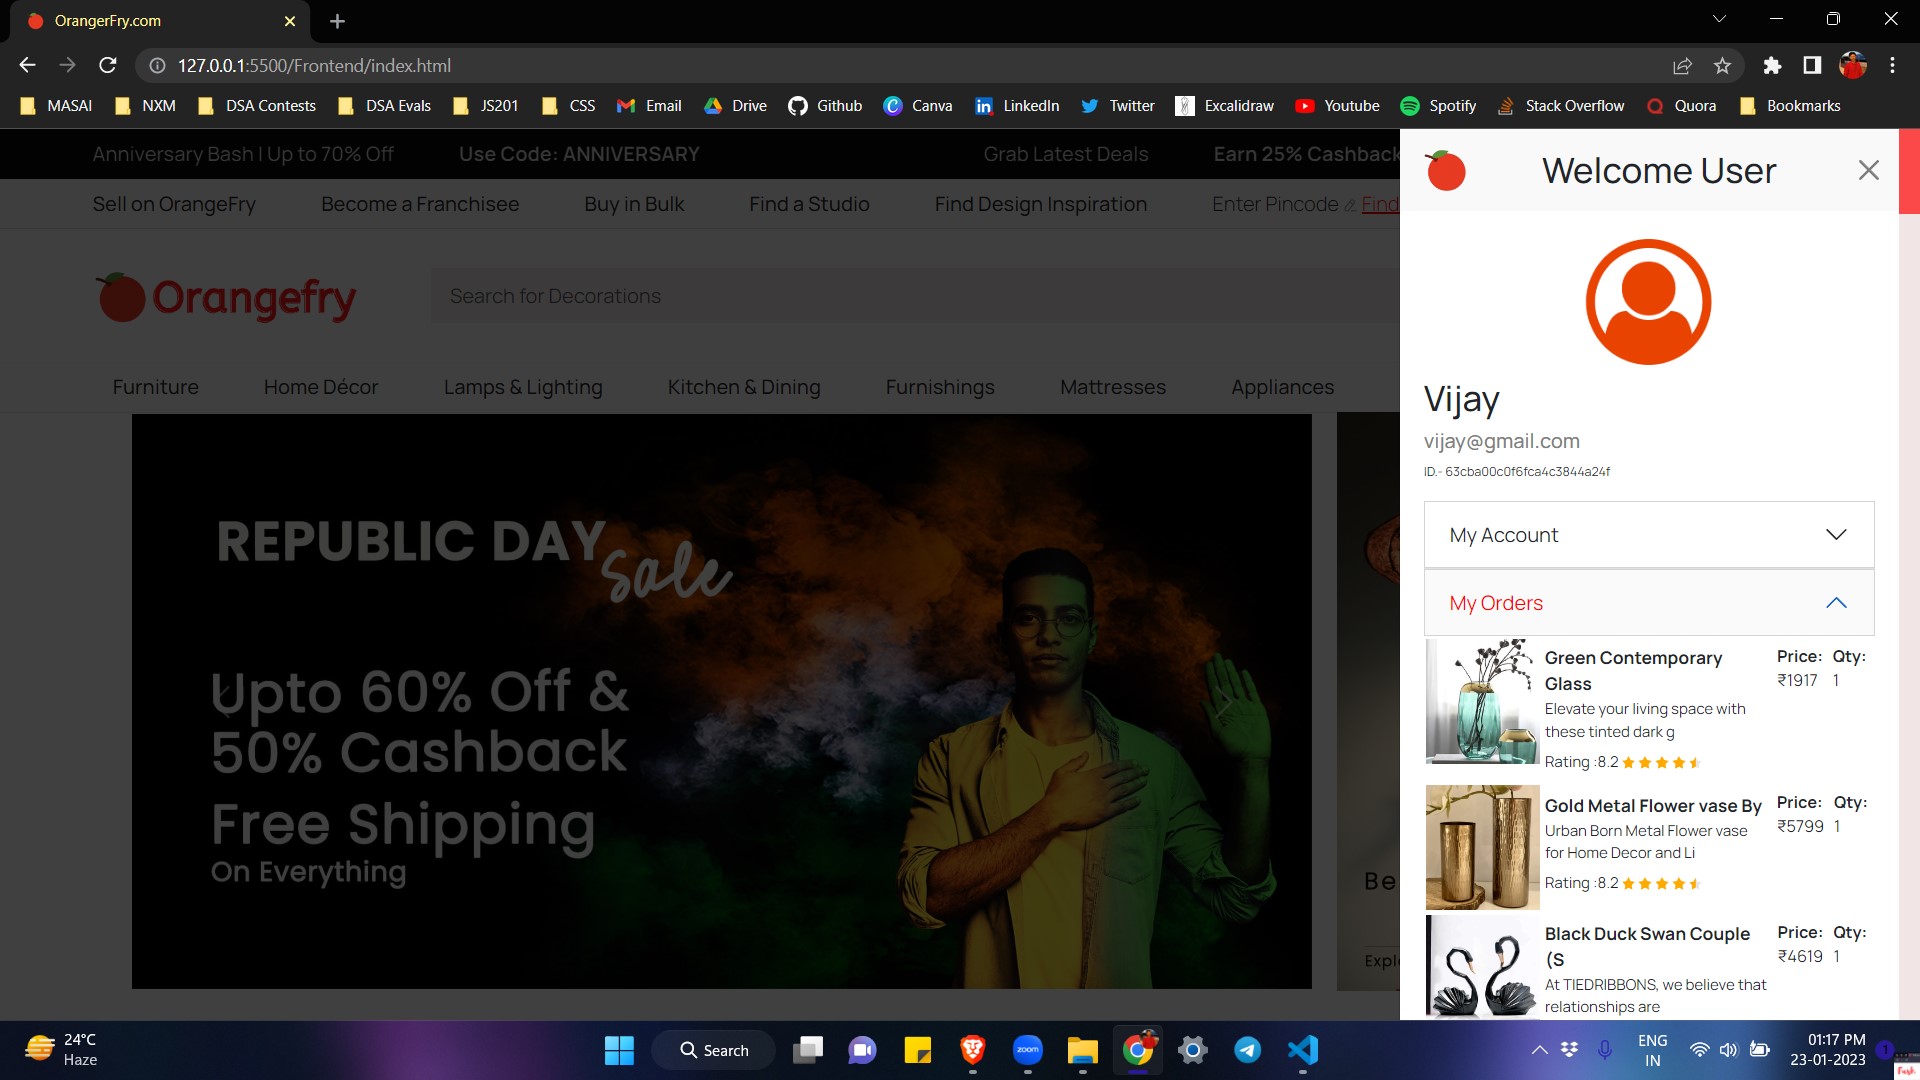 OrangerFry.com
127.0.0.1:5500/Frontend/index.html
MASAI NXM DSA Contests DSA Evals JS201 CSS Email Drive Github Canva LinkedIn Twitter Excalidraw Youtube Spotify Stack Overflow Quora Bookmarks
Anniversary Bash | Up to 70% Off Use Code: ANNIVERSARY Grab Latest Deals Earn 25% Cashback
Sell on OrangeFry Become a Franchisee Buy in Bulk Find a Studio Find Design Inspiration Enter Pincode Find
Orangefry
Search for Decorations
Furniture Home Décor Lamps & Lighting Kitchen & Dining Furnishings Mattresses Appliances
REPUBLIC DAY
Sale
Upto 60% Off &
50% Cashback
Free Shipping
On Everything
Be
Expl
Welcome User
Vijay
vijay@gmail.com
ID.- 63cba00c0f6fca4c3844a24f
My Account
My Orders
Green Contemporary
Glass
Elevate your living space with
these tinted dark g
Rating :8.2
Price: Qty:
₹1917 1
Gold Metal Flower vase By
Urban Born Metal Flower vase
for Home Decor and Li
Rating :8.2
Price: Qty:
₹5799 1
Black Duck Swan Couple
(S
At TIEDRIBBONS, we believe that
relationships are
Price: Qty:
₹4619 1
24°C
Haze
Search
zoom
ENG
IN
01:17 PM
23-01-2023
1